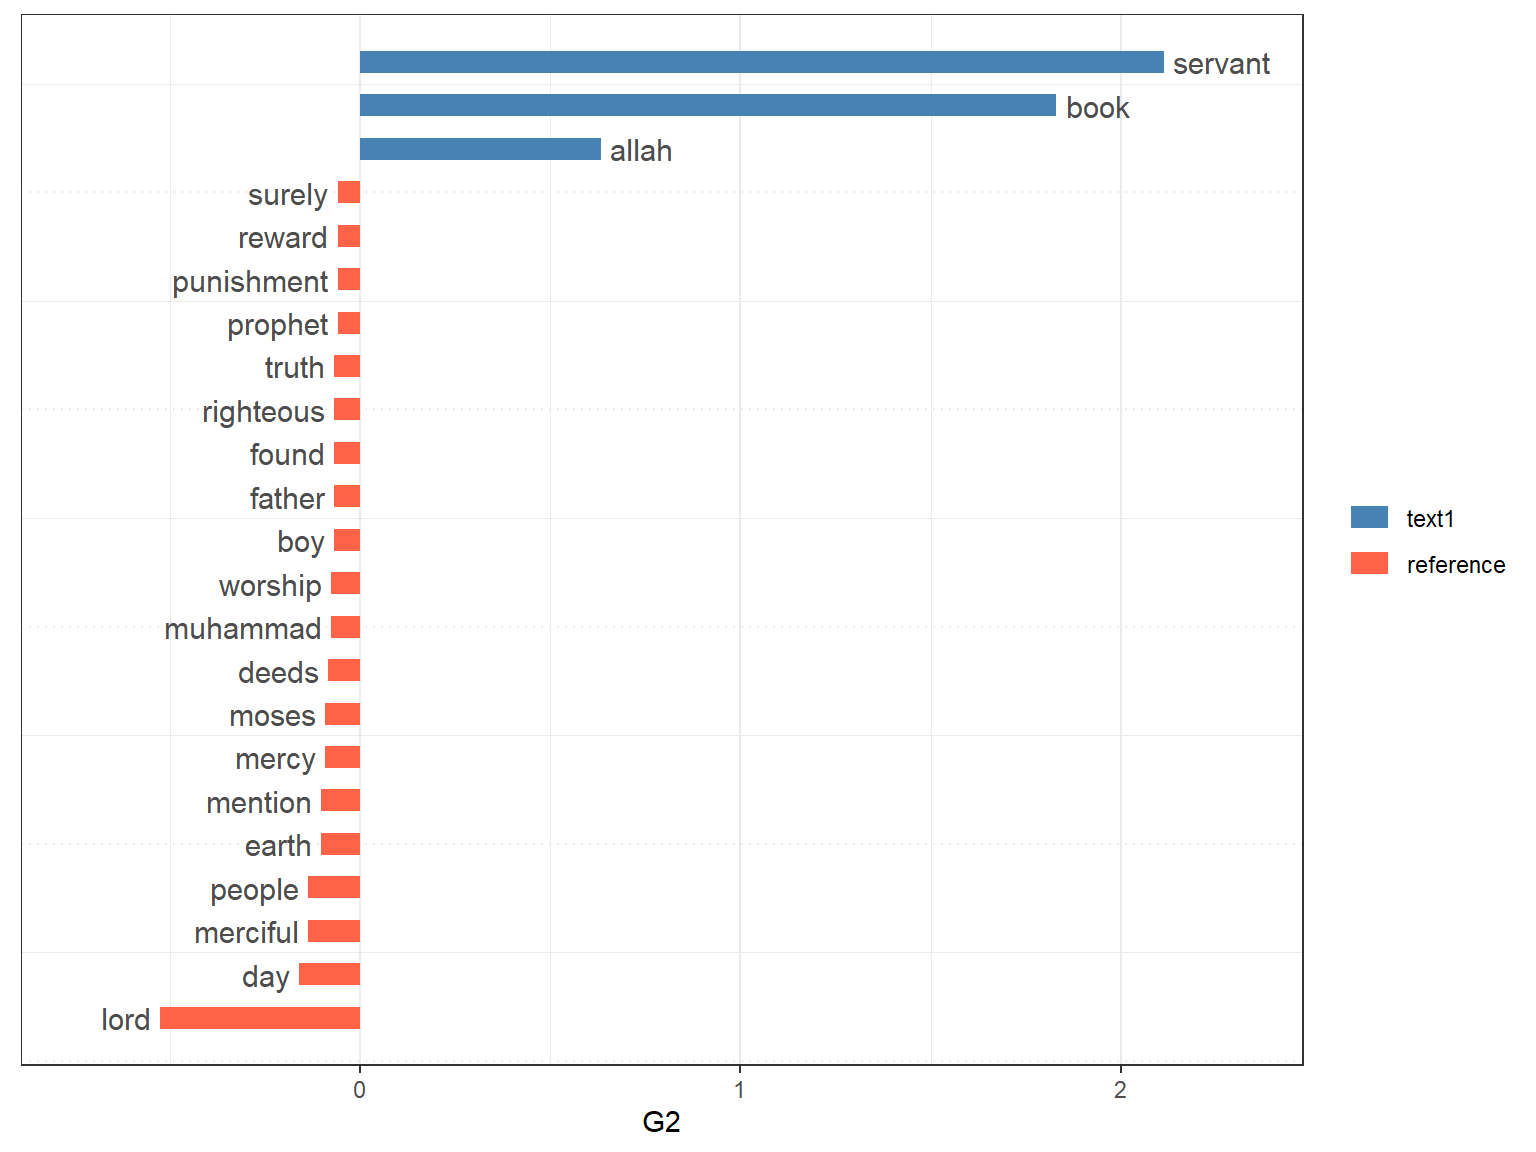 servant
book
allah
surely
reward
punishment
prophet
truth
righteous
found
father
boy
worship
muhammad
deeds
moses
mercy
mention
earth
people
merciful
day
lord
0 1 2
G2
text1
reference